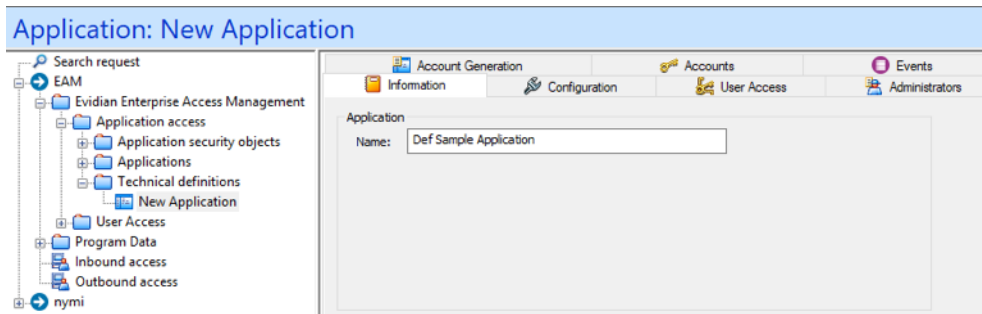 Application: New Application
Search request
EAM
Evidian Enterprise Access Management
Application access
Application security objects
Applications
Technical definitions
New Application
User Access
Program Data
Inbound access
Outbound access
nymi
Account Generation Accounts Events
Information Configuration User Access Administrators
Application
Name: Def Sample Application